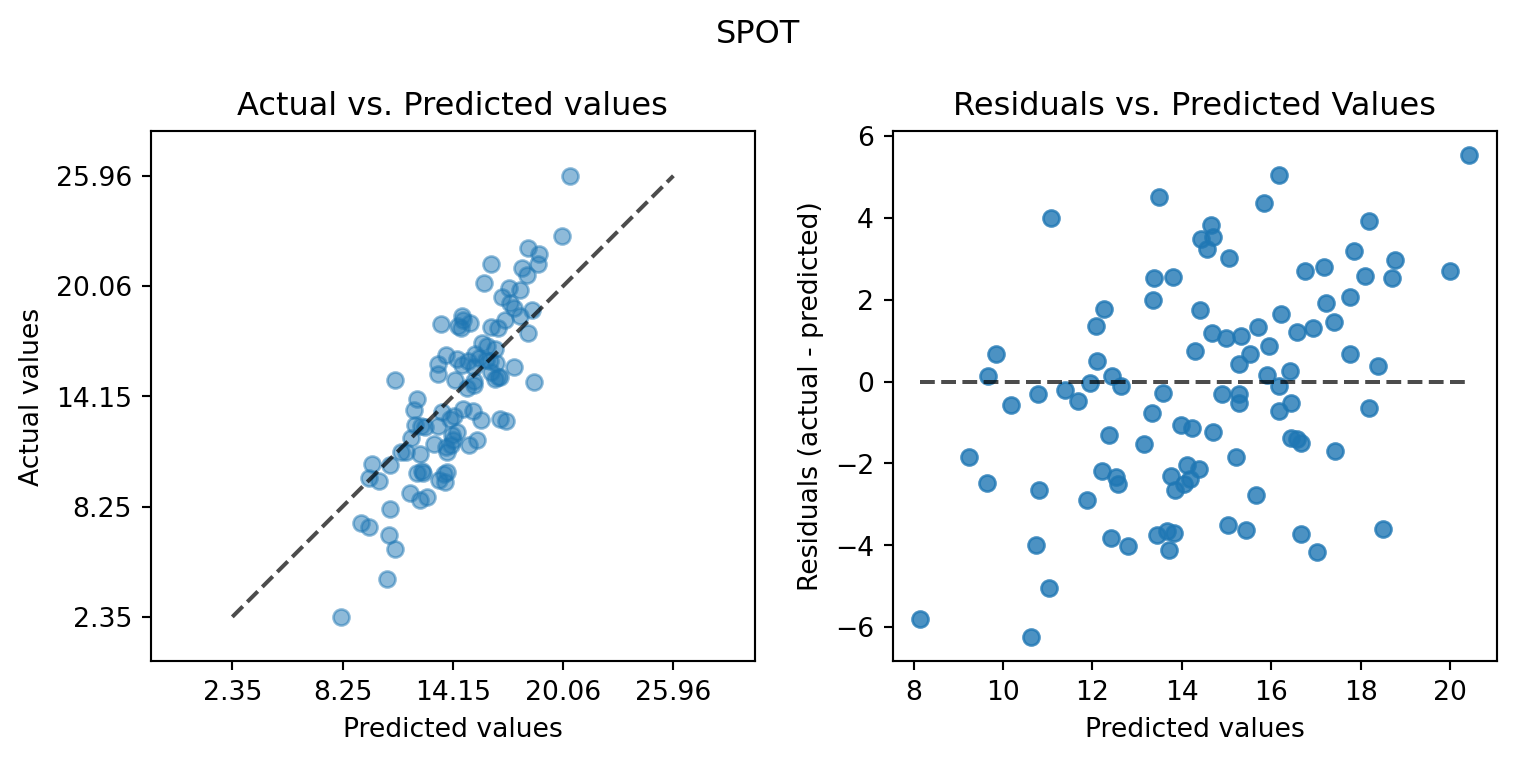 SPOT
Actual vs. Predicted values
Actual values
25.96
20.06
14.15
8.25
2.35
2.35 8.25 14.15 20.06 25.96
Predicted values
Residuals vs. Predicted Values
Residuals (actual - predicted)
6
4
2
0
−2
−4
−6
8 10 12 14 16 18 20
Predicted values